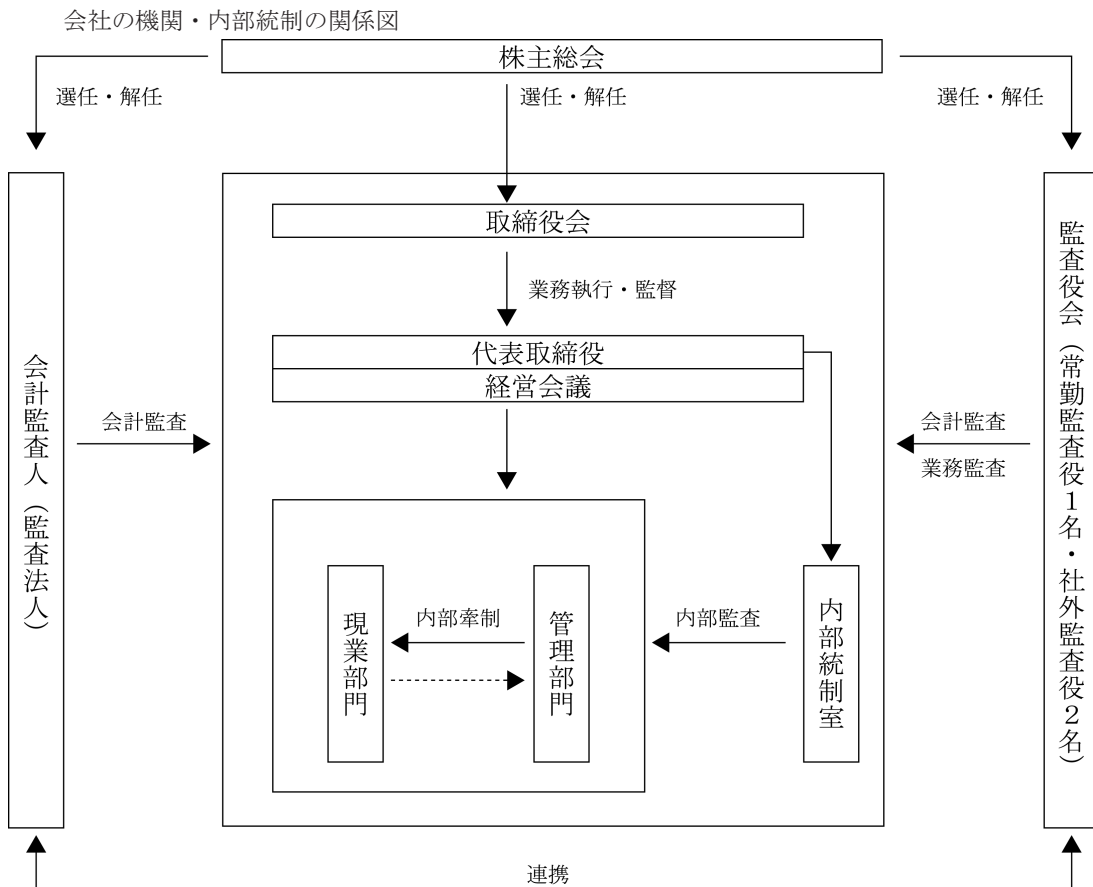 会社の機関・内部統制の関係図
株主総会
選任・解任
選任・解任
選任・解任
取締役会
業務執行・監督
代表取締役
経営会議
会計監査人（監査法人）
会計監査
会計監査
業務監査
監査役会（常勤監査役1名・社外監査役2名）
現業部門
内部牽制
管理部門
内部監査
内部統制室
連携